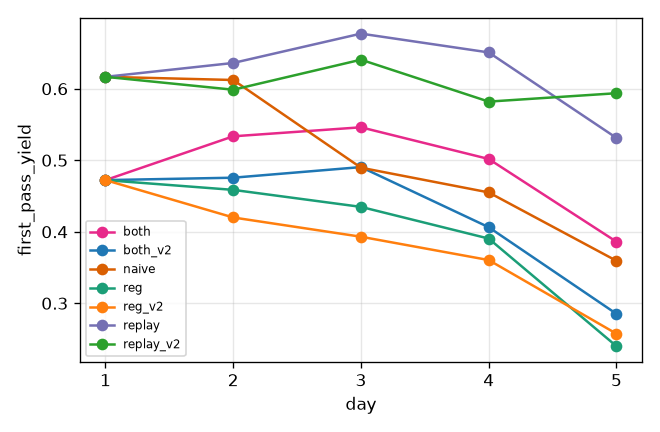 0.6
0.5
0.4
0.3
first_pass_yield
both
both_v2
naive
reg
reg_v2
replay
replay_v2
1 2 3 4 5
day